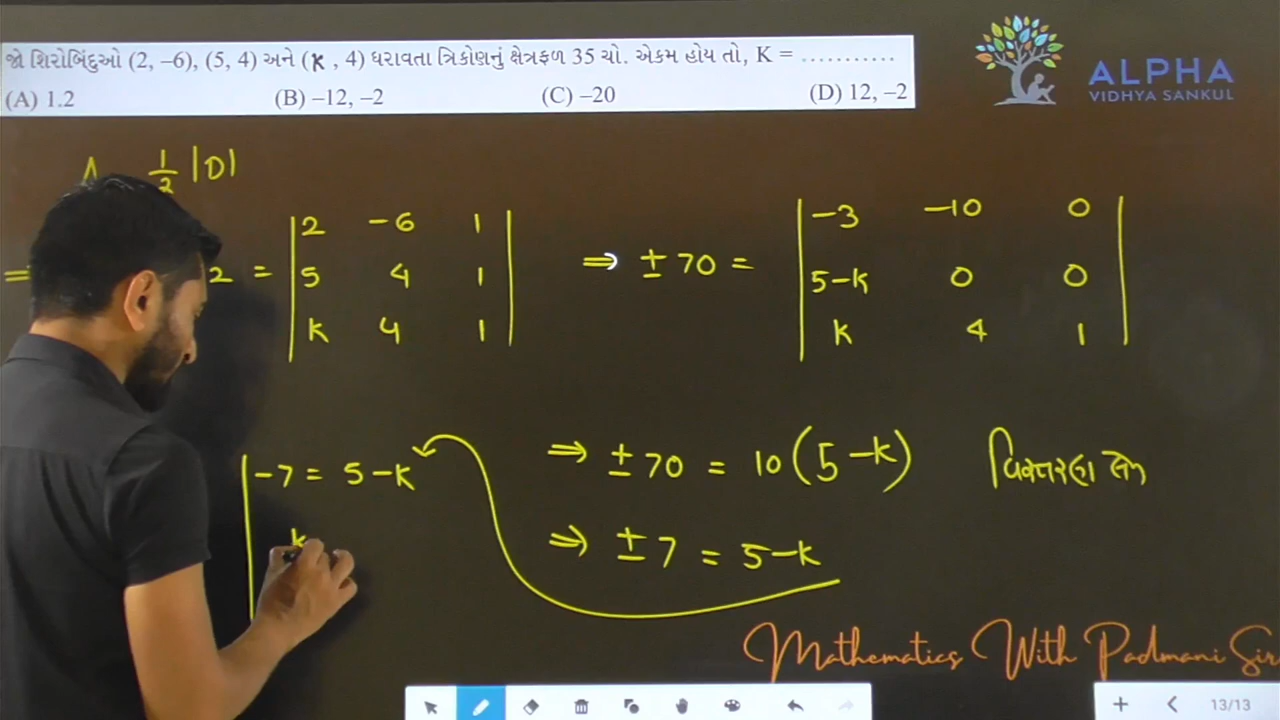 જો શિરોબિંદુઓ (2, –6), (5, 4) અને (K , 4) ધરાવતા ત્રિકોણનું ક્ષેત્રફળ 35 ચો. એકમ હોય તો, K = ...........
(A) 1.2 (B) –12, –2 (C) –20 (D) 12, –2
ALPHA
VIDHYA SANKUL
1/2 |D|
2 = | 2 -6 1 |
| 5 4 1 |
| k 4 1 |
⇒ ± 70 = | -3 -10 0 |
| 5-k 0 0 |
| k 4 1 |
⇒ ± 70 = 10 (5-k)
⇒ ± 7 = 5-k
-7 = 5-k
k
Mathematics With Padmani Sir
13/13